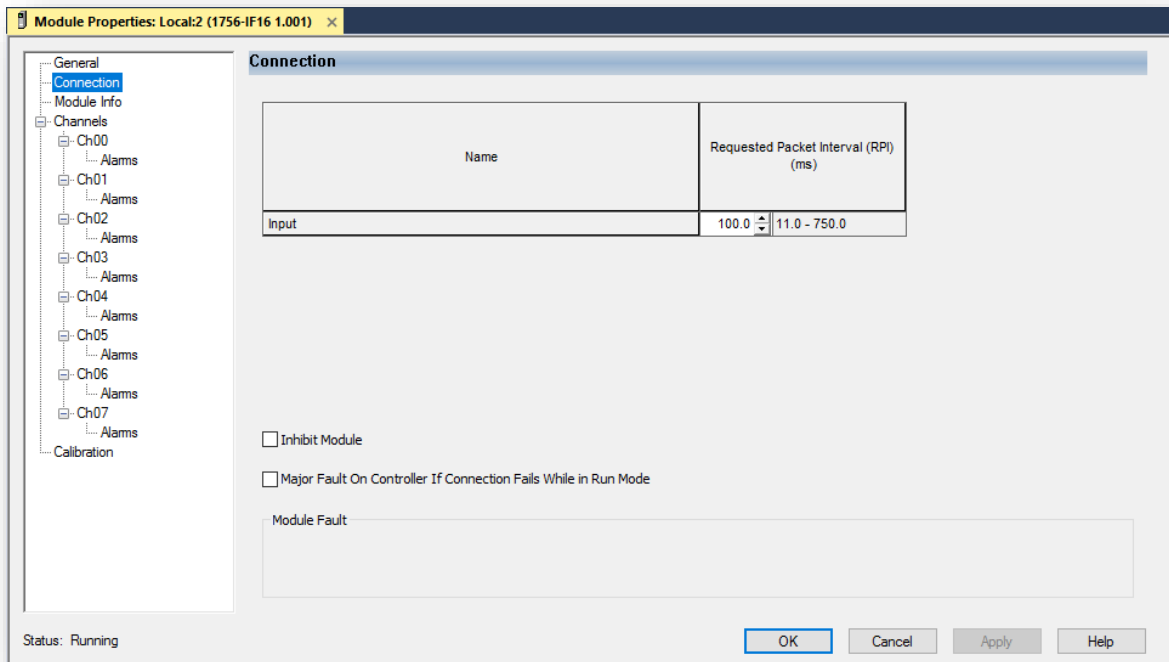 Module Properties: Local:2 (1756-IF16 1.001) ×
General
Connection
Module Info
Channels
Ch00
Alarms
Ch01
Alarms
Ch02
Alarms
Ch03
Alarms
Ch04
Alarms
Ch05
Alarms
Ch06
Alarms
Ch07
Alarms
Calibration
Connection
Name
Requested Packet Interval (RPI)
(ms)
Input 100.0 11.0 - 750.0
Inhibit Module
Major Fault On Controller If Connection Fails While in Run Mode
Module Fault
Status: Running
OK Cancel Apply Help